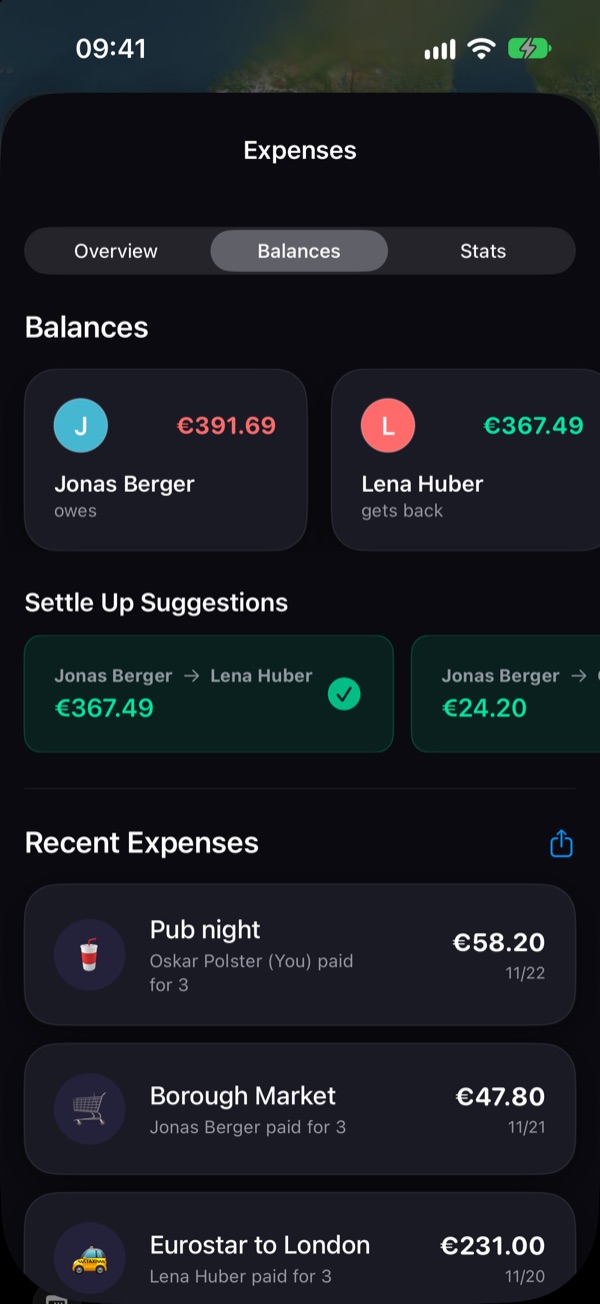 09:41
Expenses
Overview Balances Stats
Balances
J €391.69
Jonas Berger
owes
L €367.49
Lena Huber
gets back
Settle Up Suggestions
Jonas Berger → Lena Huber
€367.49
Jonas Berger →
€24.20
Recent Expenses
Pub night
Oskar Polster (You) paid
for 3
€58.20
11/22
Borough Market
Jonas Berger paid for 3
€47.80
11/21
Eurostar to London
Lena Huber paid for 3
€231.00
11/20